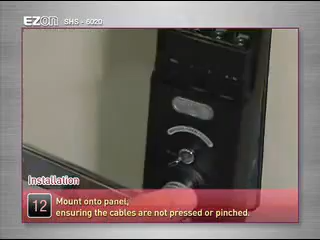 EZon SHS - 6020
Installation
12 Mount onto panel,
ensuring the cables are not pressed or pinched.